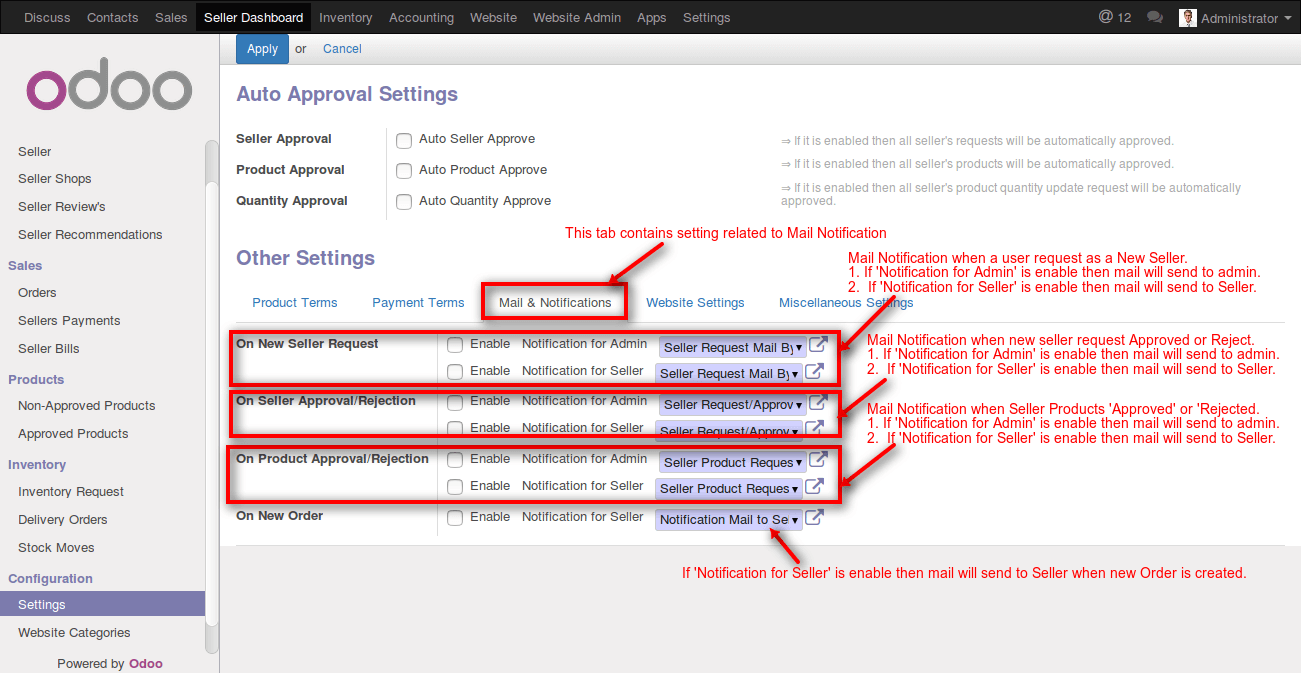 Discuss Contacts Sales Seller Dashboard Inventory Accounting Website Website Admin Apps Settings @ 12 Administrator
odoo
Seller
Seller Shops
Seller Review's
Seller Recommendations
Sales
Orders
Sellers Payments
Seller Bills
Products
Non-Approved Products
Approved Products
Inventory
Inventory Request
Delivery Orders
Stock Moves
Configuration
Settings
Website Categories
Powered by Odoo
Apply or Cancel
Auto Approval Settings
Seller Approval Auto Seller Approve ⇒ If it is enabled then all seller's requests will be automatically approved.
Product Approval Auto Product Approve ⇒ If it is enabled then all seller's products will be automatically approved.
Quantity Approval Auto Quantity Approve ⇒ If it is enabled then all seller's product quantity update request will be automatically
approved.
This tab contains setting related to Mail Notification
Other Settings
Product Terms Payment Terms Mail & Notifications Website Settings Miscellaneous Settings
Mail Notification when a user request as a New Seller.
1. If 'Notification for Admin' is enable then mail will send to admin.
2. If 'Notification for Seller' is enable then mail will send to Seller.
On New Seller Request Enable Notification for Admin Seller Request Mail By
Enable Notification for Seller Seller Request Mail By
Mail Notification when new seller request Approved or Reject.
1. If 'Notification for Admin' is enable then mail will send to admin.
2. If 'Notification for Seller' is enable then mail will send to Seller.
On Seller Approval/Rejection Enable Notification for Admin Seller Request/Approv
Enable Notification for Seller Seller Request/Approv
Mail Notification when Seller Products 'Approved' or 'Rejected.
1. If 'Notification for Admin' is enable then mail will send to admin.
2. If 'Notification for Seller' is enable then mail will send to Seller.
On Product Approval/Rejection Enable Notification for Admin Seller Product Reques
Enable Notification for Seller Seller Product Reques
On New Order Enable Notification for Seller Notification Mail to Se
If 'Notification for Seller' is enable then mail will send to Seller when new Order is created.